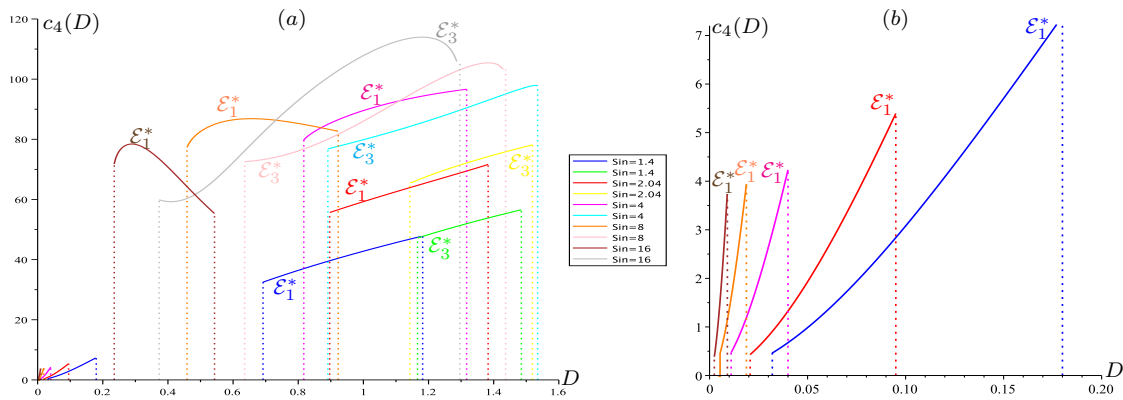 (a)
c₄(D)
120
100
80
60
40
20
0
0
0.2
0.4
0.6
0.8
1
1.2
1.4
1.6
D
ℰ₁*
ℰ₁*
ℰ₁*
ℰ₃*
ℰ₃*
ℰ₃*
ℰ₁*
ℰ₃*
ℰ₃*
ℰ₁*
Sin=1.4
Sin=1.4
Sin=2.04
Sin=2.04
Sin=4
Sin=4
Sin=8
Sin=8
Sin=16
Sin=16
(b)
c₄(D)
7
6
5
4
3
2
1
0
0
0.05
0.10
0.15
0.20
D
ℰ₁*
ℰ₁*
ℰ₁*
ℰ₁*
ℰ₁*